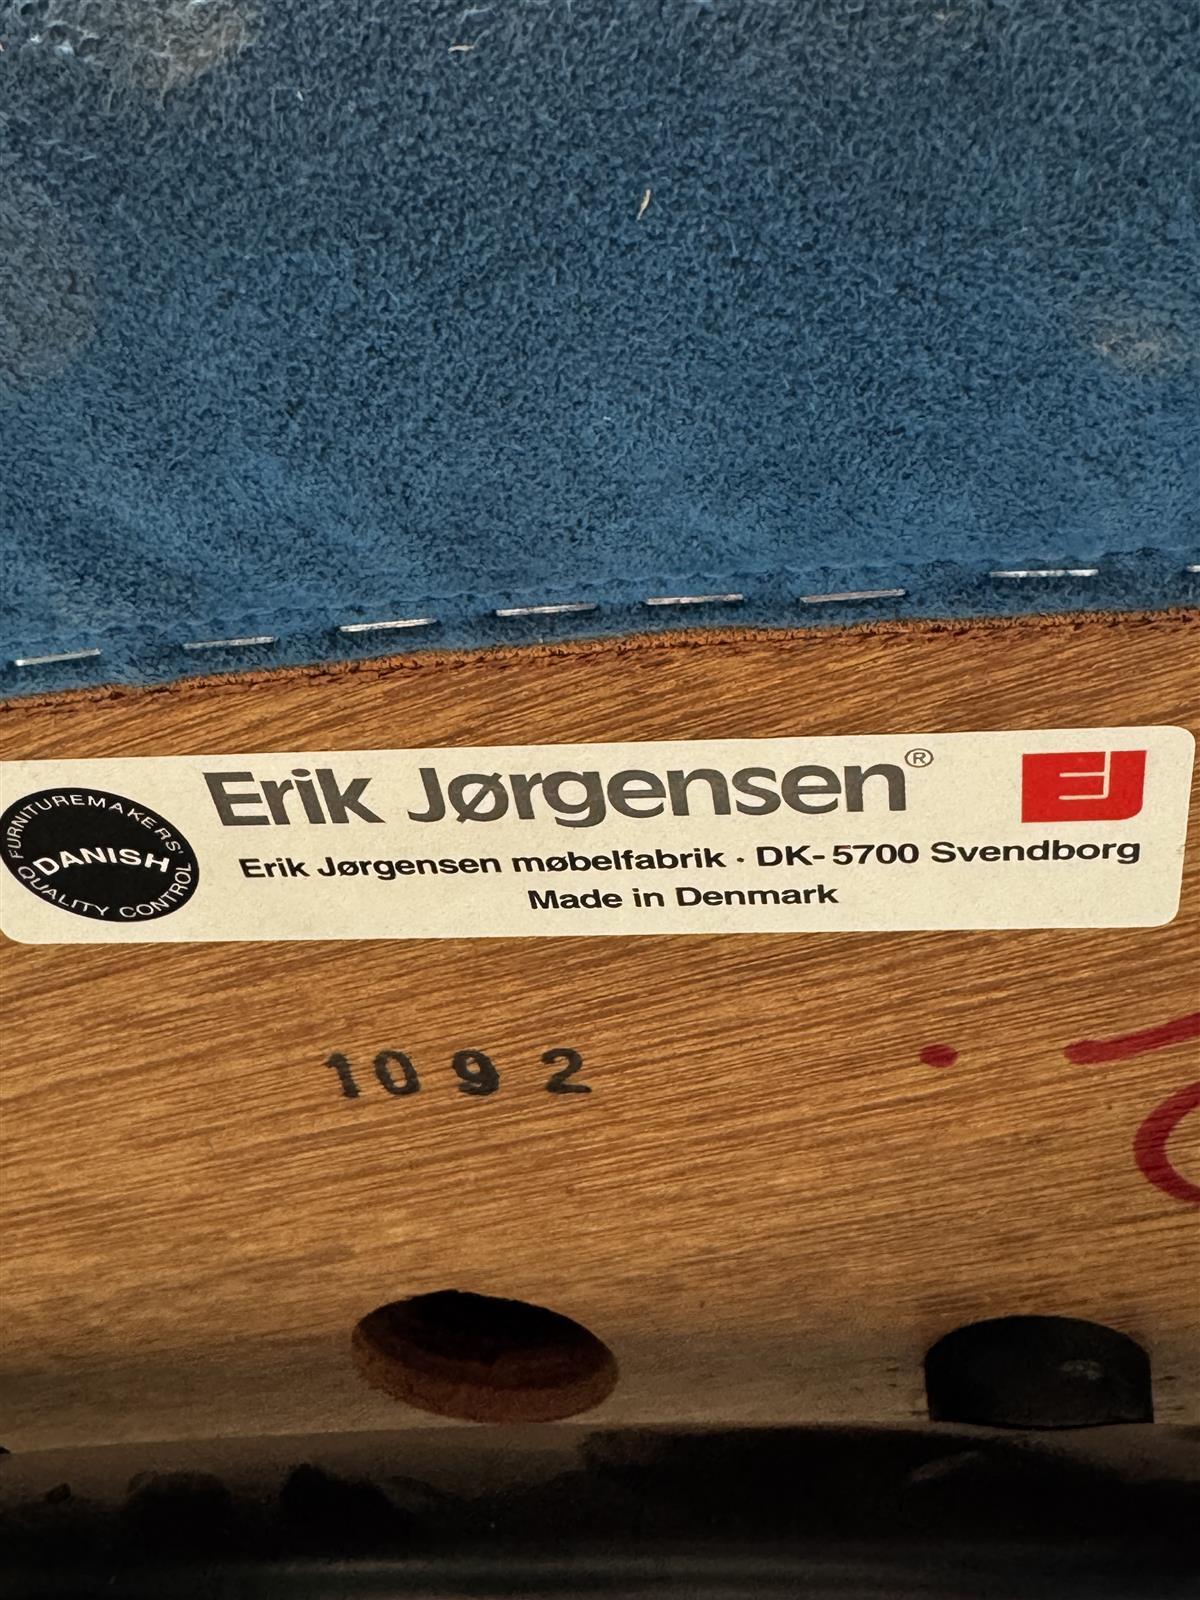 FURNITUREMAKERS'
DANISH
QUALITY CONTROL
Erik Jørgensen®
EJ
Erik Jørgensen møbelfabrik · DK-5700 Svendborg
Made in Denmark
1092